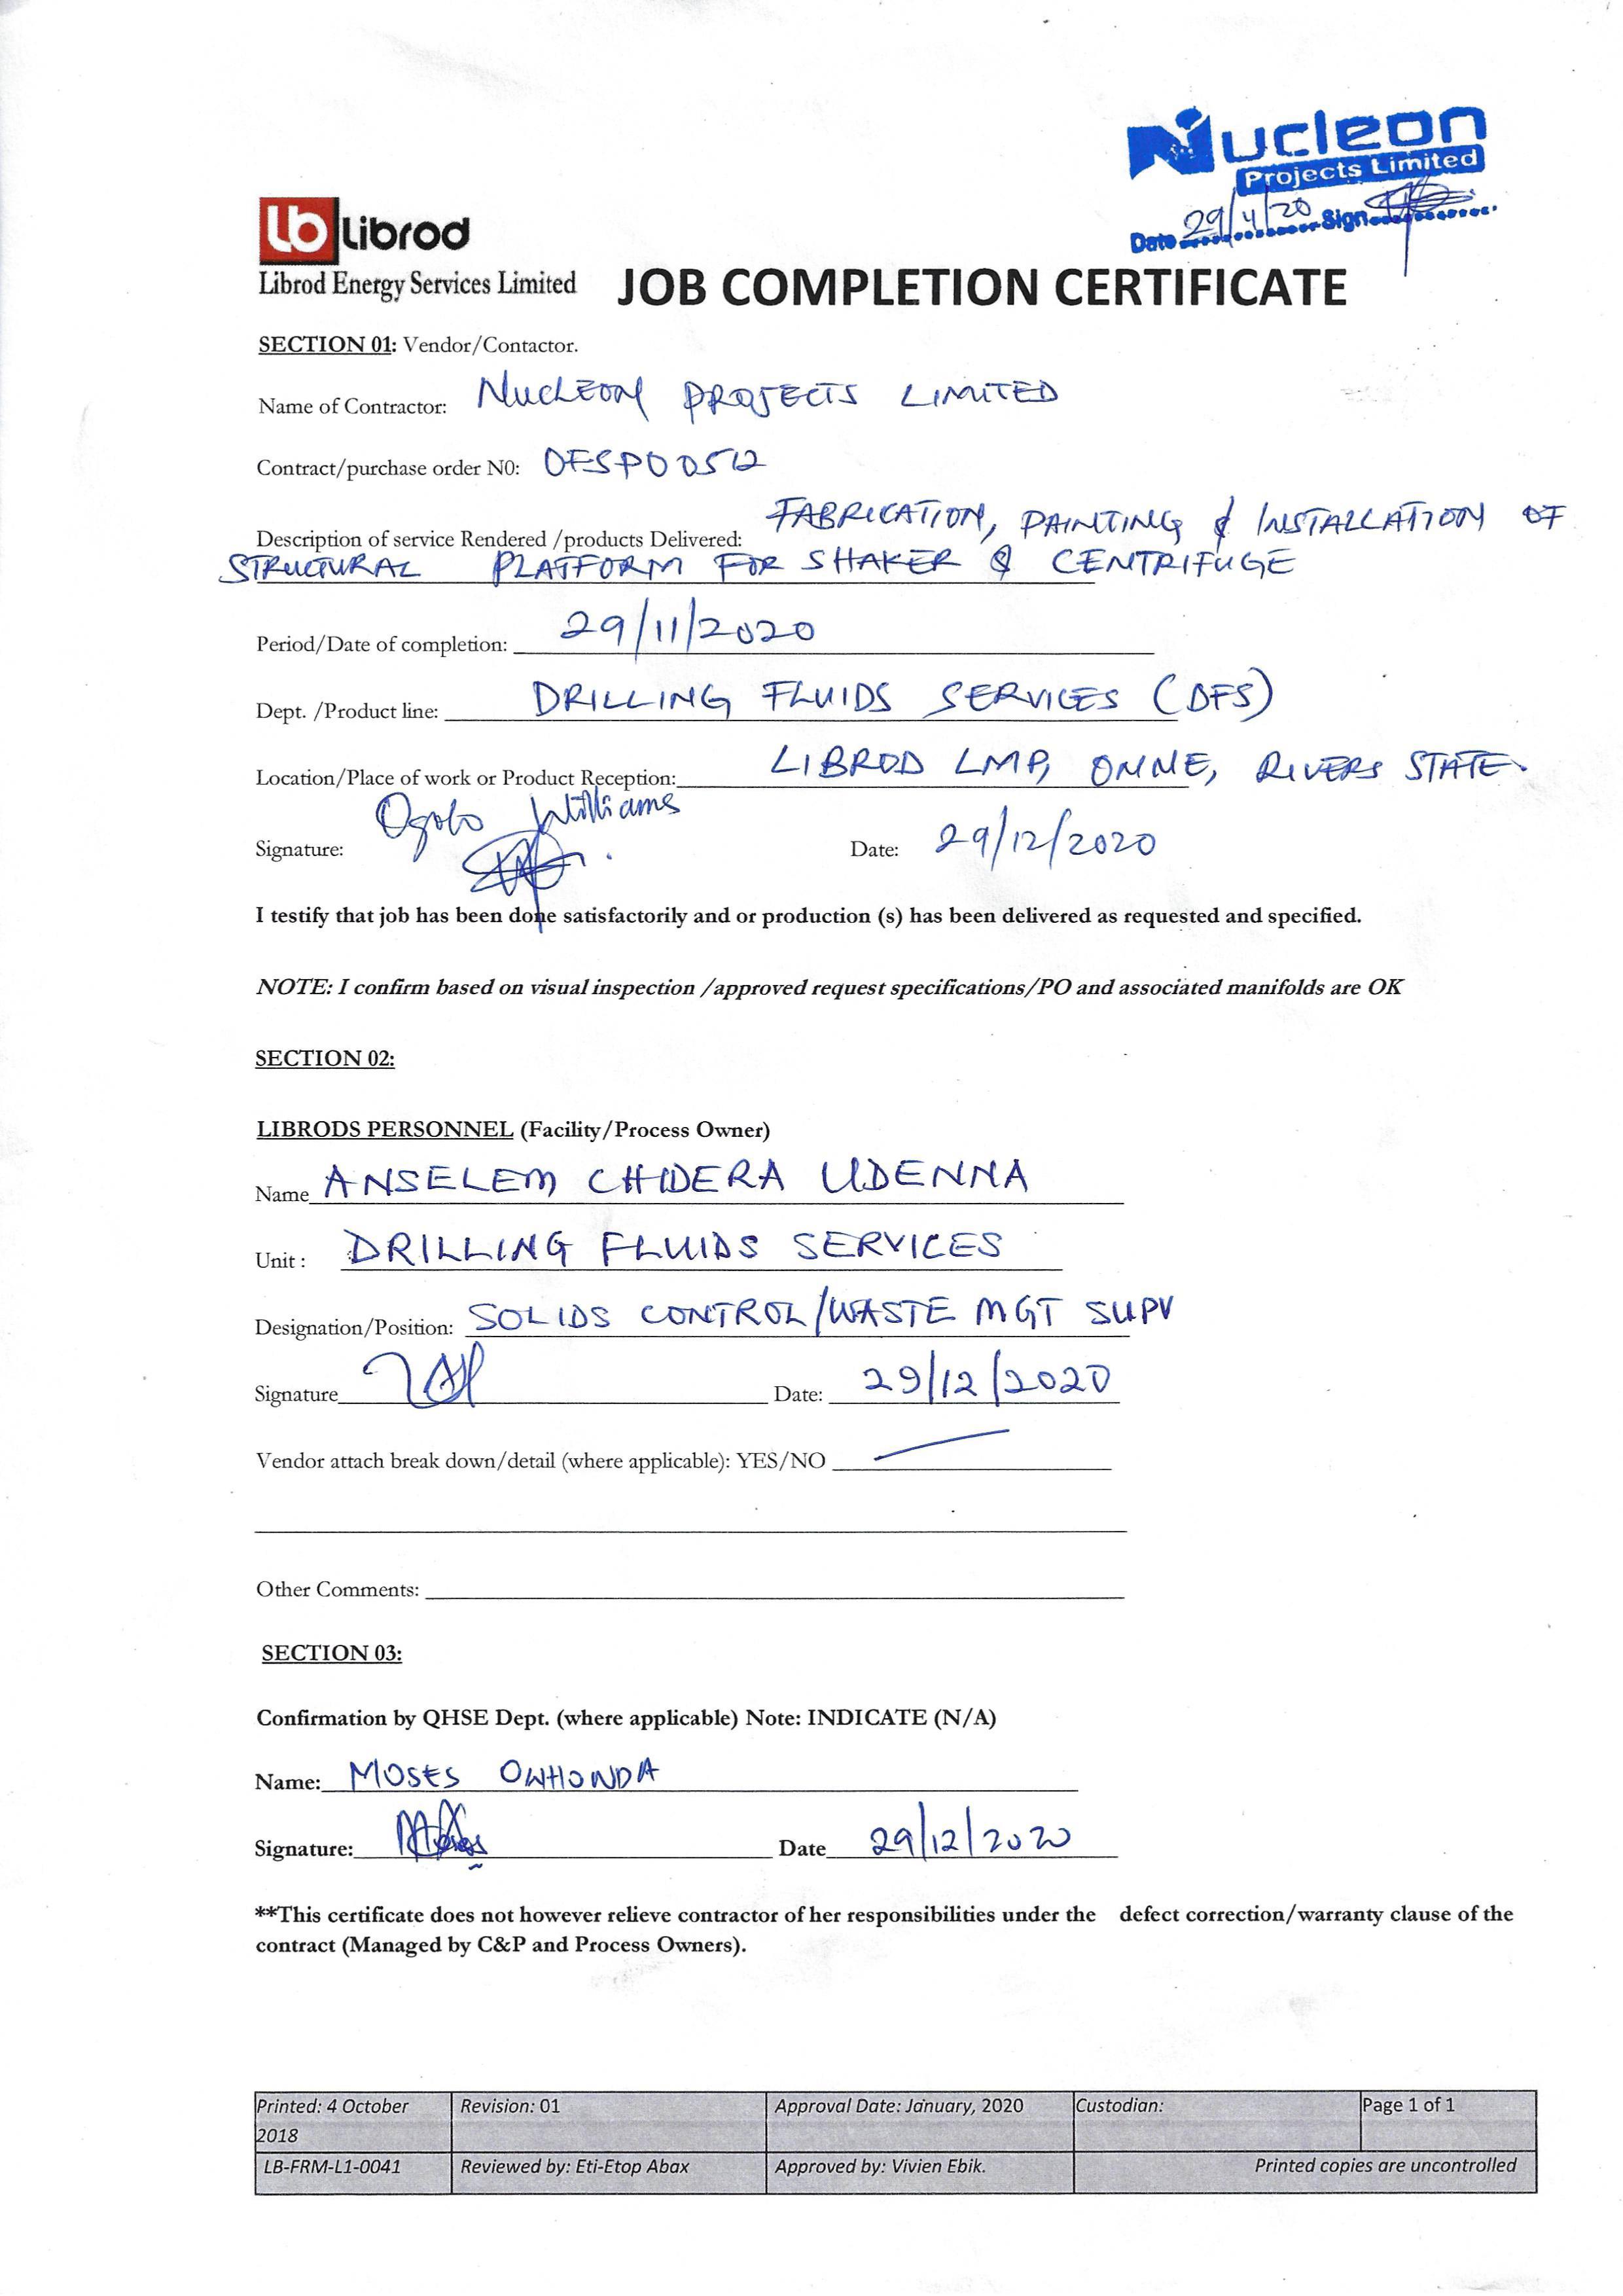 Nucleon
Projects Limited
Date 29/4/20 Sign
lb Librod
Librod Energy Services Limited JOB COMPLETION CERTIFICATE
SECTION 01: Vendor/Contactor.
Name of Contractor: NUCLEON PROJECTS LIMITED
Contract/purchase order N0: OFSPO0512
Description of service Rendered /products Delivered: FABRICATION, PAINTING & INSTALLATION OF
STRUCTURAL PLATFORM FOR SHAKER & CENTRIFUGE
Period/Date of completion: 29/11/2020
Dept. /Product line: DRILLING FLUIDS SERVICES (DFS)
Location/Place of work or Product Reception: LIBROD LMP, ONNE, RIVERS STATE.
Signature: Williams Date: 29/12/2020
I testify that job has been done satisfactorily and or production (s) has been delivered as requested and specified.
NOTE: I confirm based on visual inspection /approved request specifications/PO and associated manifolds are OK
SECTION 02:
LIBRODS PERSONNEL (Facility/Process Owner)
Name ANSELEM CHIDERA UDENNA
Unit : DRILLING FLUIDS SERVICES
Designation/Position: SOLIDS CONTROL/WASTE MGT SUPV
Signature Date: 29/12/2020
Vendor attach break down/detail (where applicable): YES/NO
Other Comments:
SECTION 03:
Confirmation by QHSE Dept. (where applicable) Note: INDICATE (N/A)
Name: MOSES OWHONDA
Signature: Date 29/12/2020
**This certificate does not however relieve contractor of her responsibilities under the defect correction/warranty clause of the
contract (Managed by C&P and Process Owners).
Printed: 4 October 2018 Revision: 01 Approval Date: January, 2020 Custodian: Page 1 of 1
LB-FRM-L1-0041 Reviewed by: Eti-Etop Abax Approved by: Vivien Ebik. Printed copies are uncontrolled